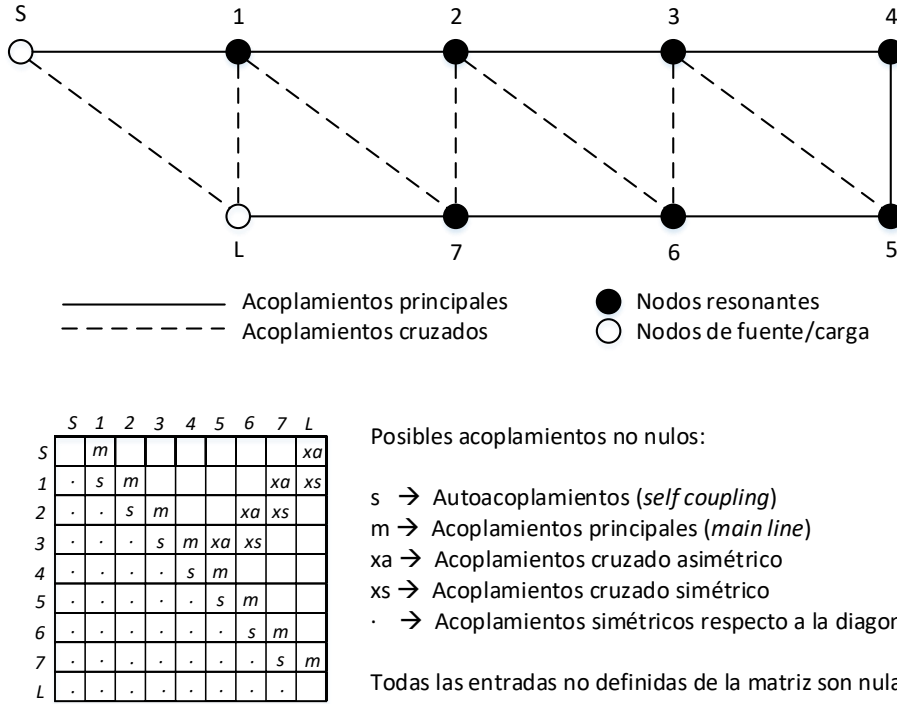 S 1 2 3 4
L 7 6 5
Acoplamientos principales
Nodos resonantes
Acoplamientos cruzados
Nodos de fuente/carga
S 1 2 3 4 5 6 7 L
S m xa
1 · s m xa xs
2 · · s m xa xs
3 · · · s m xa xs
4 · · · · s m
5 · · · · · s m
6 · · · · · · s m
7 · · · · · · · s m
L · · · · · · · ·
Posibles acoplamientos no nulos:
s → Autoacoplamientos (self coupling)
m → Acoplamientos principales (main line)
xa → Acoplamientos cruzado asimétrico
xs → Acoplamientos cruzado simétrico
· → Acoplamientos simétricos respecto a la diagon
Todas las entradas no definidas de la matriz son nula